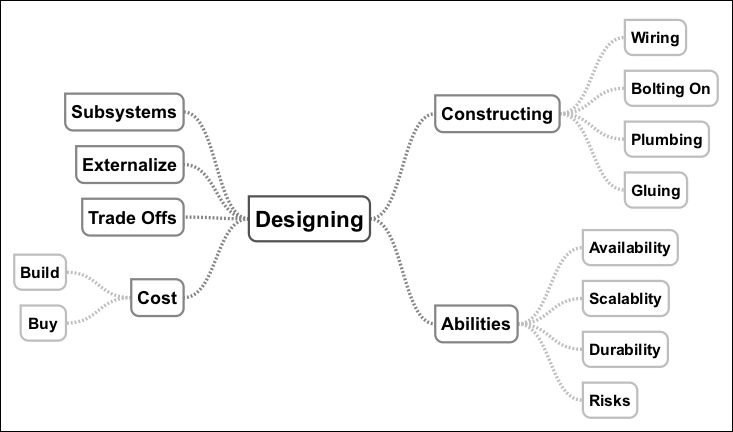 Wiring
Bolting On
Subsystems
Constructing
Plumbing
Externalize
Gluing
Trade Offs
Designing
Availability
Build
Cost
Scalablity
Buy
Abilities
Durability
Risks